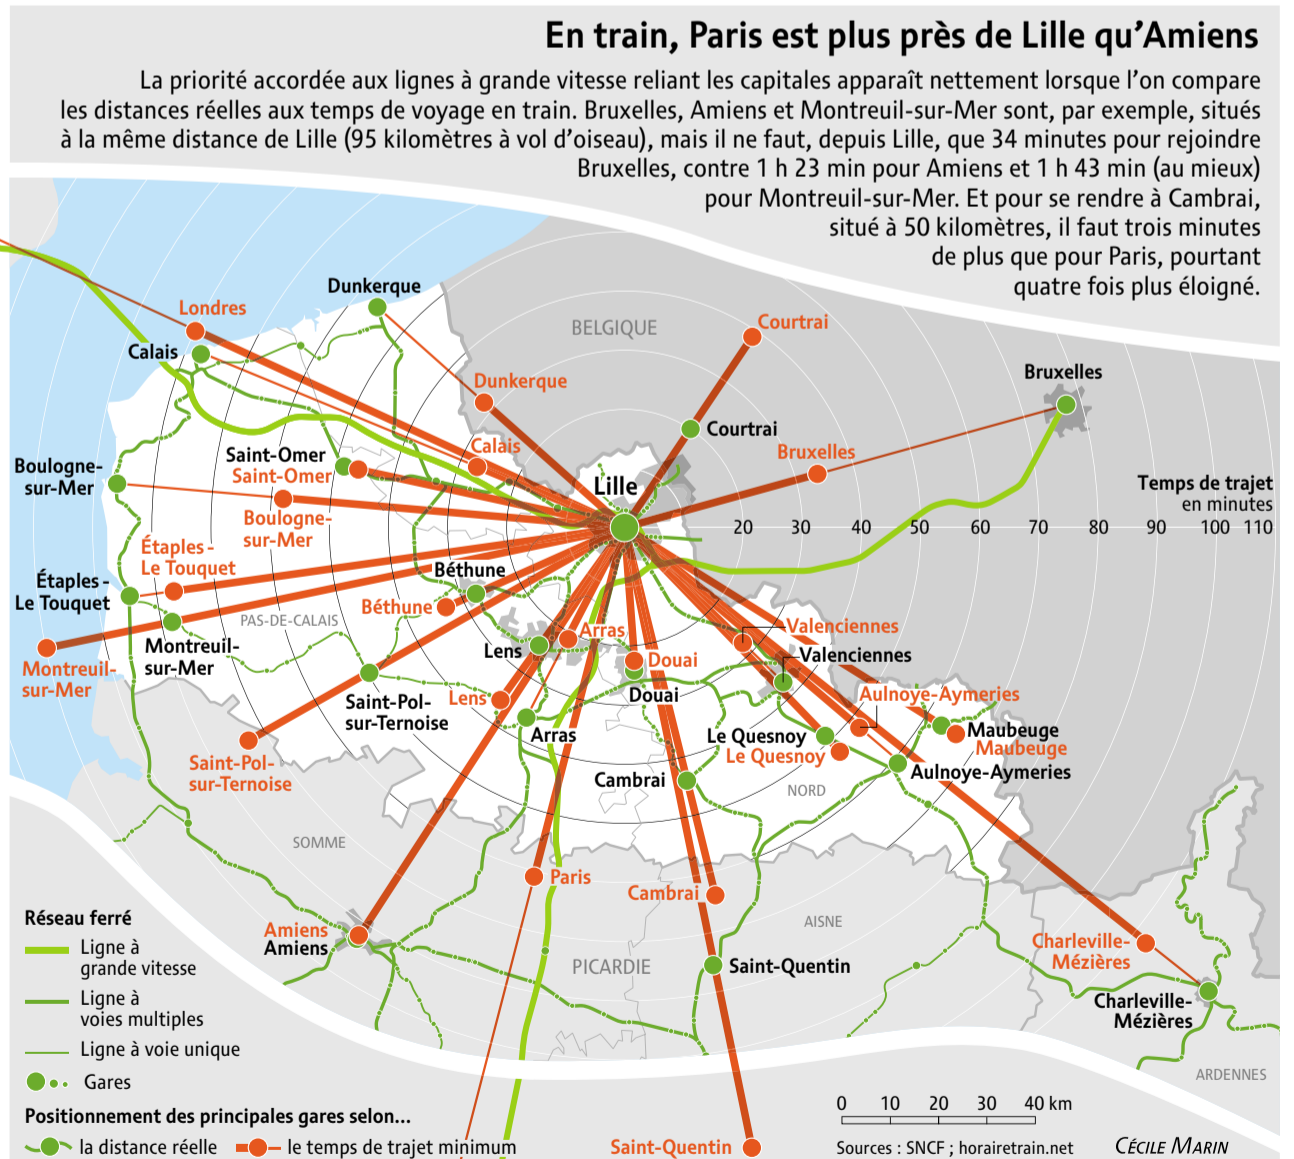 En train, Paris est plus près de Lille qu’Amiens
La priorité accordée aux lignes à grande vitesse reliant les capitales apparaît nettement lorsque l’on compare
les distances réelles aux temps de voyage en train. Bruxelles, Amiens et Montreuil-sur-Mer sont, par exemple, situés
à la même distance de Lille (95 kilomètres à vol d’oiseau), mais il ne faut, depuis Lille, que 34 minutes pour rejoindre
Bruxelles, contre 1 h 23 min pour Amiens et 1 h 43 min (au mieux)
pour Montreuil-sur-Mer. Et pour se rendre à Cambrai,
situé à 50 kilomètres, il faut trois minutes
de plus que pour Paris, pourtant
quatre fois plus éloigné.
Dunkerque
Londres
Calais
BELGIQUE
Courtrai
Dunkerque
Bruxelles
Courtrai
Calais
Bruxelles
Saint-Omer
Saint-Omer
Boulogne-
sur-Mer
Lille
Temps de trajet
en minutes
Boulogne-
sur-Mer
20 30 40 50 60 70 80 90 100 110
Étaples -
Le Touquet
Étaples -
Le Touquet
Béthune
Béthune
PAS-DE-CALAIS
Arras
Valenciennes
Valenciennes
Lens
Douai
Douai
Montreuil-
sur-Mer
Montreuil-
sur-Mer
Saint-Pol-
sur-Ternoise
Lens
Arras
Aulnoye-Aymeries
Le Quesnoy
Le Quesnoy
Maubeuge
Maubeuge
Aulnoye-Aymeries
Saint-Pol-
sur-Ternoise
Cambrai
NORD
SOMME
Paris
Cambrai
AISNE
Amiens
Amiens
PICARDIE
Saint-Quentin
Charleville-
Mézières
Charleville-
Mézières
ARDENNES
Réseau ferré
Ligne à
grande vitesse
Ligne à
voies multiples
Ligne à voie unique
Gares
Positionnement des principales gares selon...
la distance réelle
le temps de trajet minimum
Saint-Quentin
0 10 20 30 40 km
Sources : SNCF ; horairetrain.net
CÉCILE MARIN